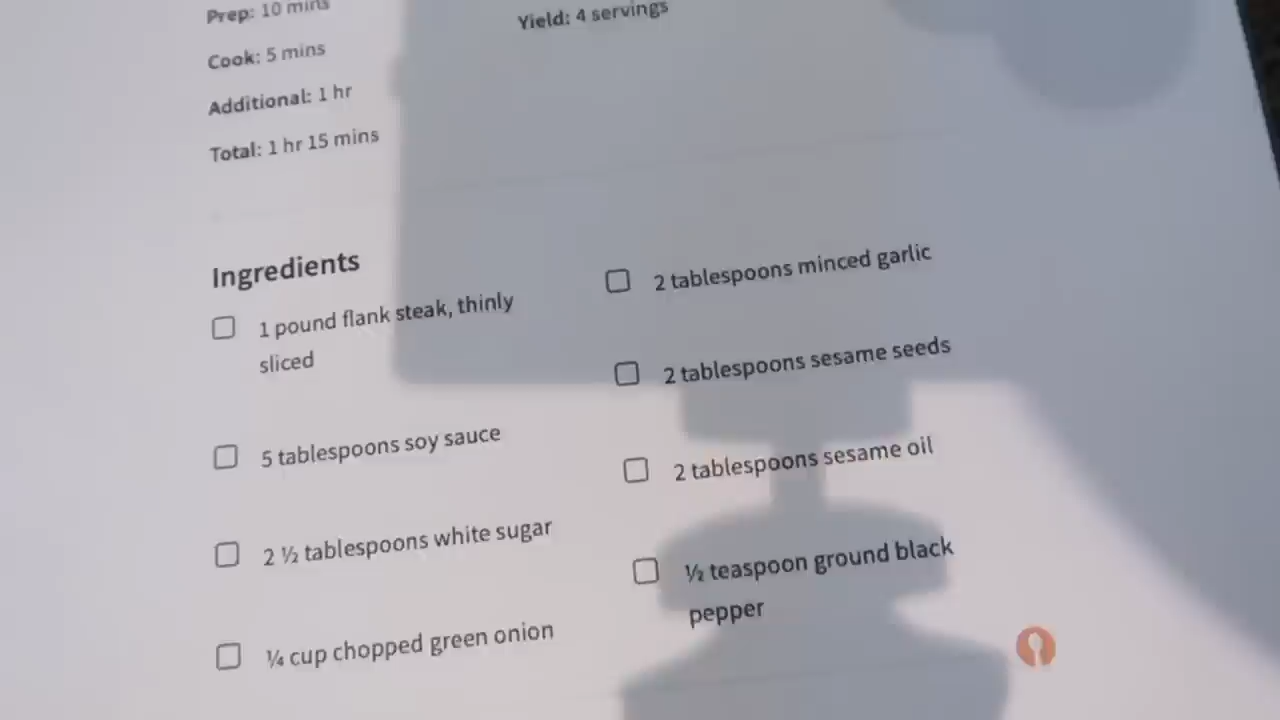 Prep: 10 mins
Yield: 4 servings
Cook: 5 mins
Additional: 1 hr
Total: 1 hr 15 mins
Ingredients
1 pound flank steak, thinly
sliced
5 tablespoons soy sauce
2 ½ tablespoons white sugar
¼ cup chopped green onion
2 tablespoons minced garlic
2 tablespoons sesame seeds
2 tablespoons sesame oil
½ teaspoon ground black
pepper